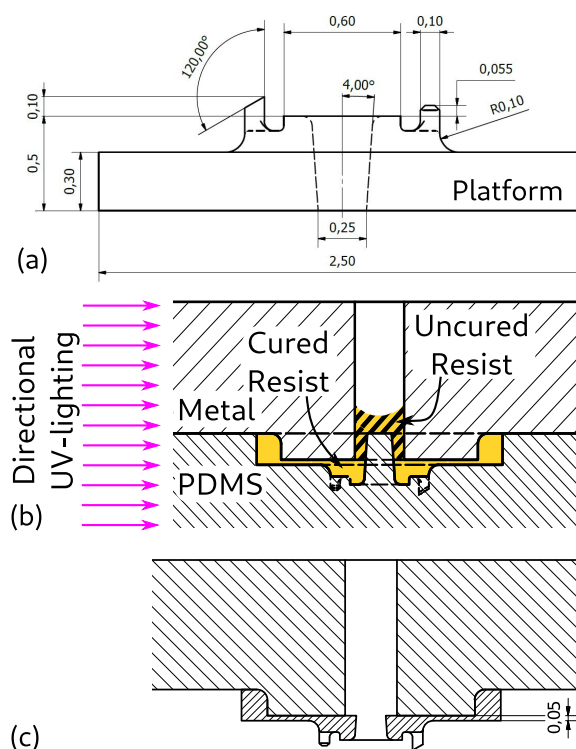 0,60
0,10
120,00°
4,00°
0,055
0,10
R0,10
0,5
0,30
Platform
0,25
(a)
2,50
Directional
UV-lighting
Cured
Resist
Uncured
Resist
Metal
PDMS
(b)
0,05
(c)